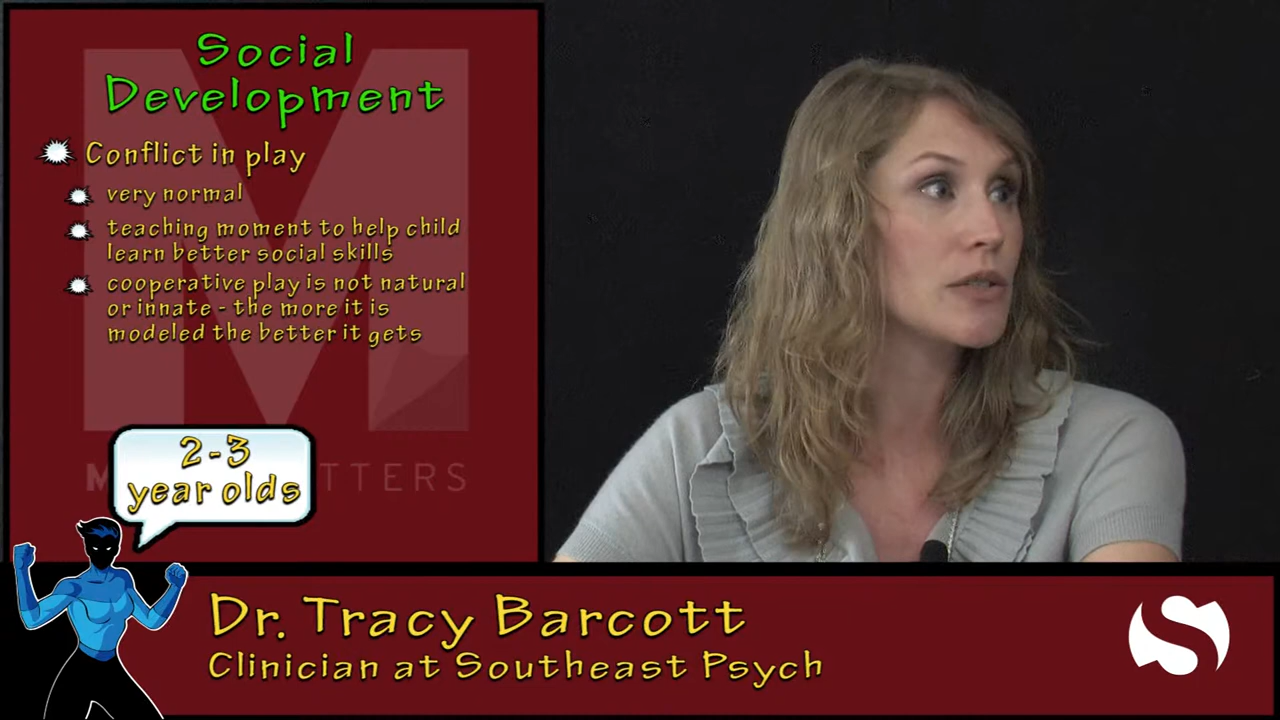 Social
Development
Conflict in play
very normal
teaching moment to help child
learn better social skills
cooperative play is not natural
or innate - the more it is
modeled the better it gets
2-3
year olds
Dr. Tracy Barcott
Clinician at Southeast Psych